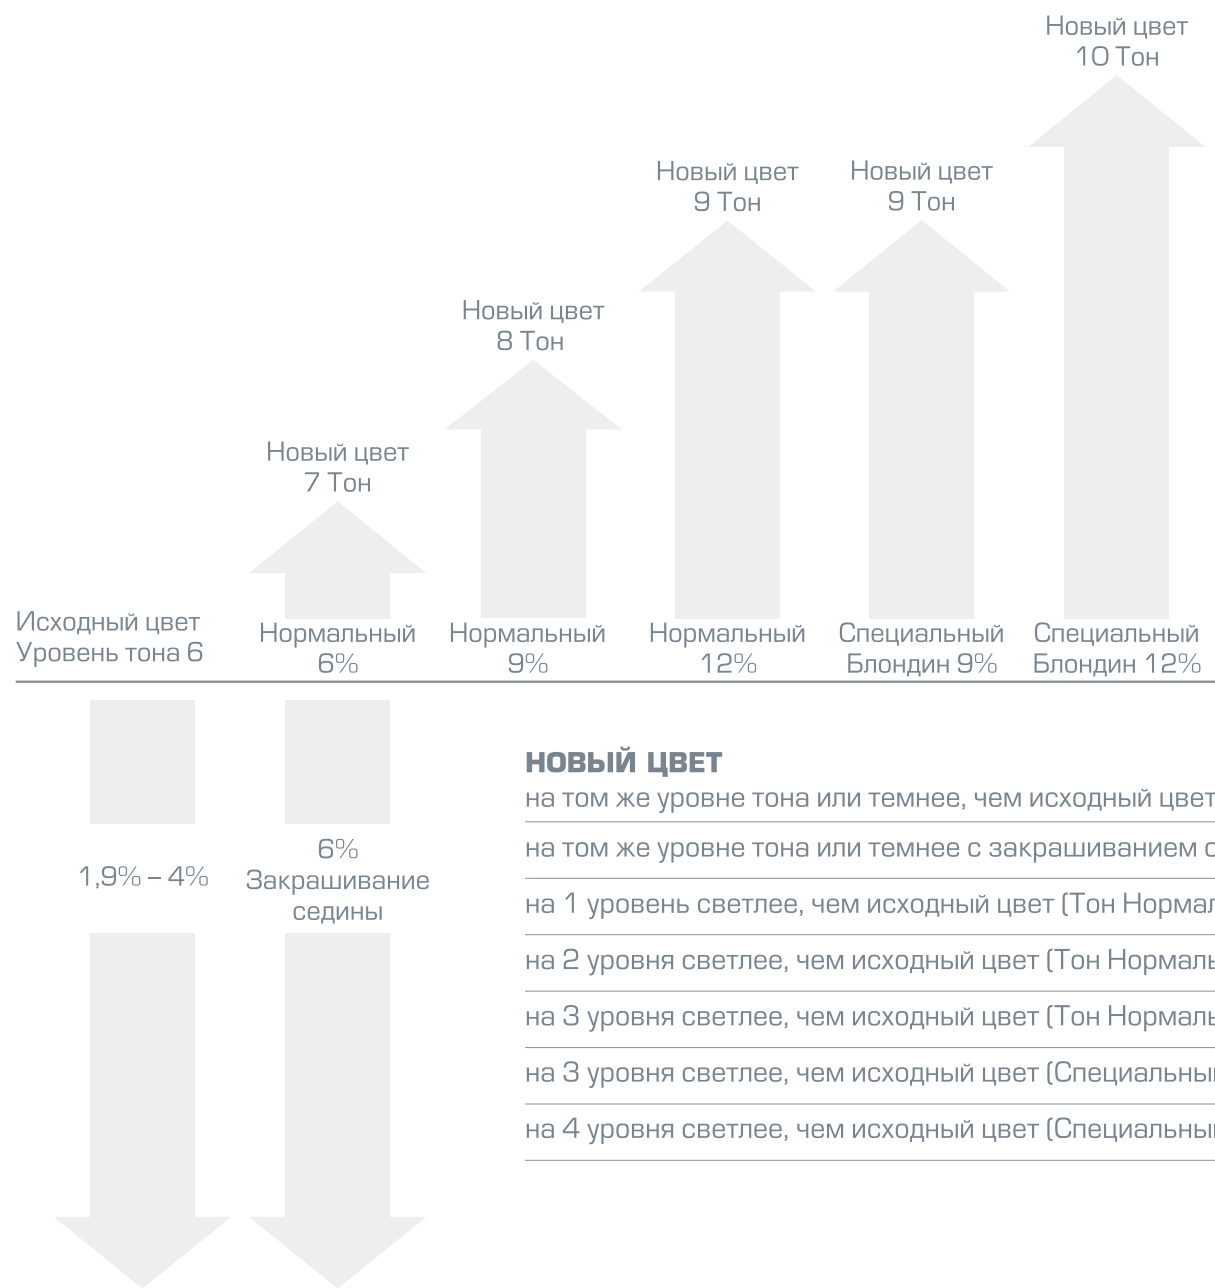 Новый цвет
10 Тон
Новый цвет
9 Тон
Новый цвет
9 Тон
Новый цвет
8 Тон
Новый цвет
7 Тон
Исходный цвет
Уровень тона 6
Нормальный
6%
Нормальный
9%
Нормальный
12%
Специальный
Блондин 9%
Специальный
Блондин 12%
1,9% – 4%
6%
Закрашивание
седины
НОВЫЙ ЦВЕТ
на том же уровне тона или темнее, чем исходный цвет
на том же уровне тона или темнее с закрашиванием
на 1 уровень светлее, чем исходный цвет (Тон
на 2 уровня светлее, чем исходный цвет (Тон
на 3 уровня светлее, чем исходный цвет (Тон
на 3 уровня светлее, чем исходный цвет
на 4 уровня светлее, чем исходный цвет